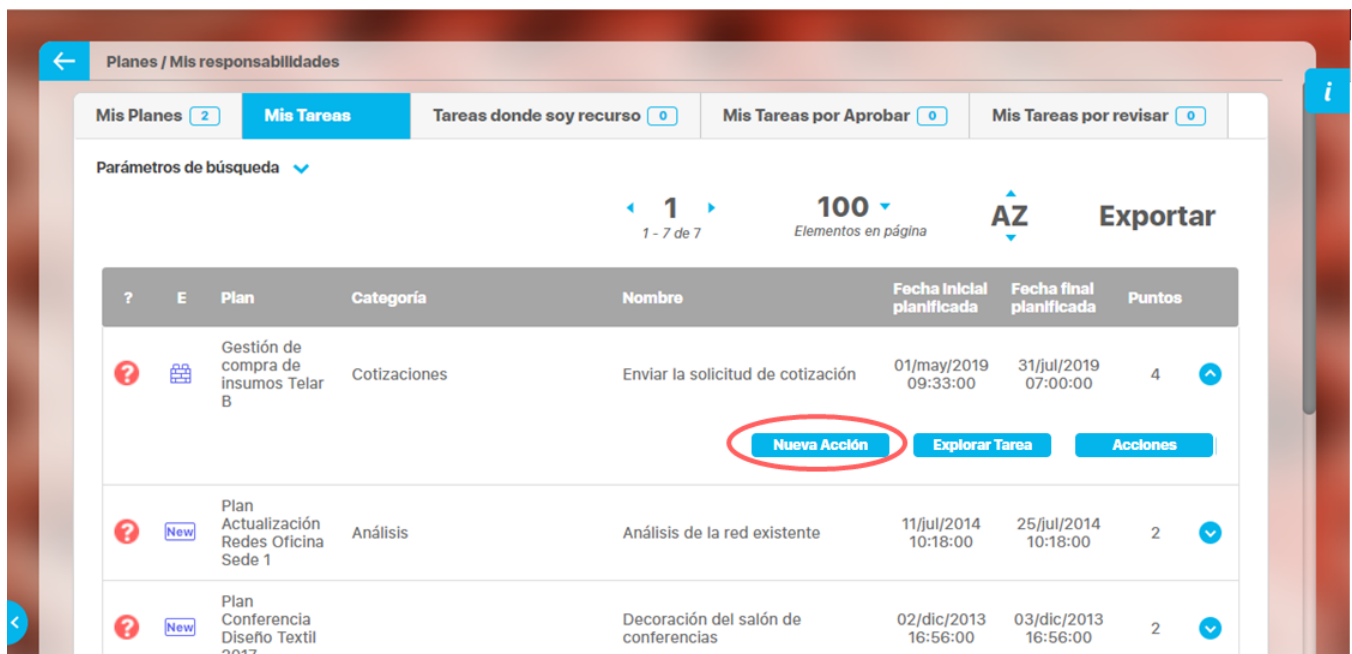 Planes / Mis responsabilidades
i
Mis Planes 2 Mis Tareas Tareas donde soy recurso 0 Mis Tareas por Aprobar 0 Mis Tareas por revisar 0
Parámetros de búsqueda
1 100 AZ Exportar
1 - 7 de 7 Elementos en página
? E Plan Categoría Nombre Fecha Inicial planificada Fecha final planificada Puntos
Gestión de
compra de
insumos Telar
B
Cotizaciones
Enviar la solicitud de cotización
01/may/2019
09:33:00
31/jul/2019
07:00:00
4
?
Nueva Acción Explorar Tarea Acciones
?
New
Plan
Actualización
Redes Oficina
Sede 1
Análisis
Análisis de la red existente
11/jul/2014
10:18:00
25/jul/2014
10:18:00
2
?
New
Plan
Conferencia
Diseño Textil
2017
Decoración del salón de
conferencias
02/dic/2013
16:56:00
03/dic/2013
16:56:00
2